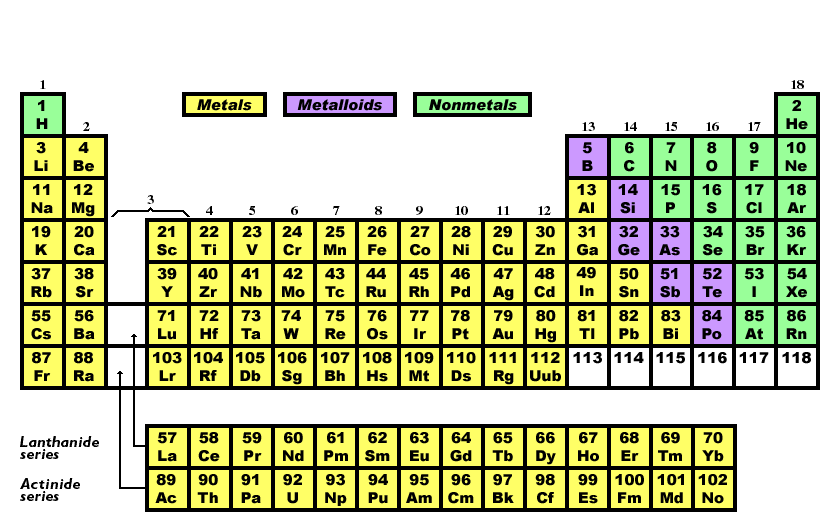 1 18
1 Metals Metalloids Nonmetals 2
H 2 13 14 15 16 17 He
3 4 5 6 7 8 9 10
Li Be B C N O F Ne
11 12 13 14 15 16 17 18
Na Mg 3 4 5 6 7 8 9 10 11 12 Al Si P S Cl Ar
19 20 21 22 23 24 25 26 27 28 29 30 31 32 33 34 35 36
K Ca Sc Ti V Cr Mn Fe Co Ni Cu Zn Ga Ge As Se Br Kr
37 38 39 40 41 42 43 44 45 46 47 48 49 50 51 52 53 54
Rb Sr Y Zr Nb Mo Tc Ru Rh Pd Ag Cd In Sn Sb Te I Xe
55 56 71 72 73 74 75 76 77 78 79 80 81 82 83 84 85 86
Cs Ba Lu Hf Ta W Re Os Ir Pt Au Hg Tl Pb Bi Po At Rn
87 88 103 104 105 106 107 108 109 110 111 112 113 114 115 116 117 118
Fr Ra Lr Rf Db Sg Bh Hs Mt Ds Rg Uub
Lanthanide 57 58 59 60 61 62 63 64 65 66 67 68 69 70
series La Ce Pr Nd Pm Sm Eu Gd Tb Dy Ho Er Tm Yb
Actinide 89 90 91 92 93 94 95 96 97 98 99 100 101 102
series Ac Th Pa U Np Pu Am Cm Bk Cf Es Fm Md No